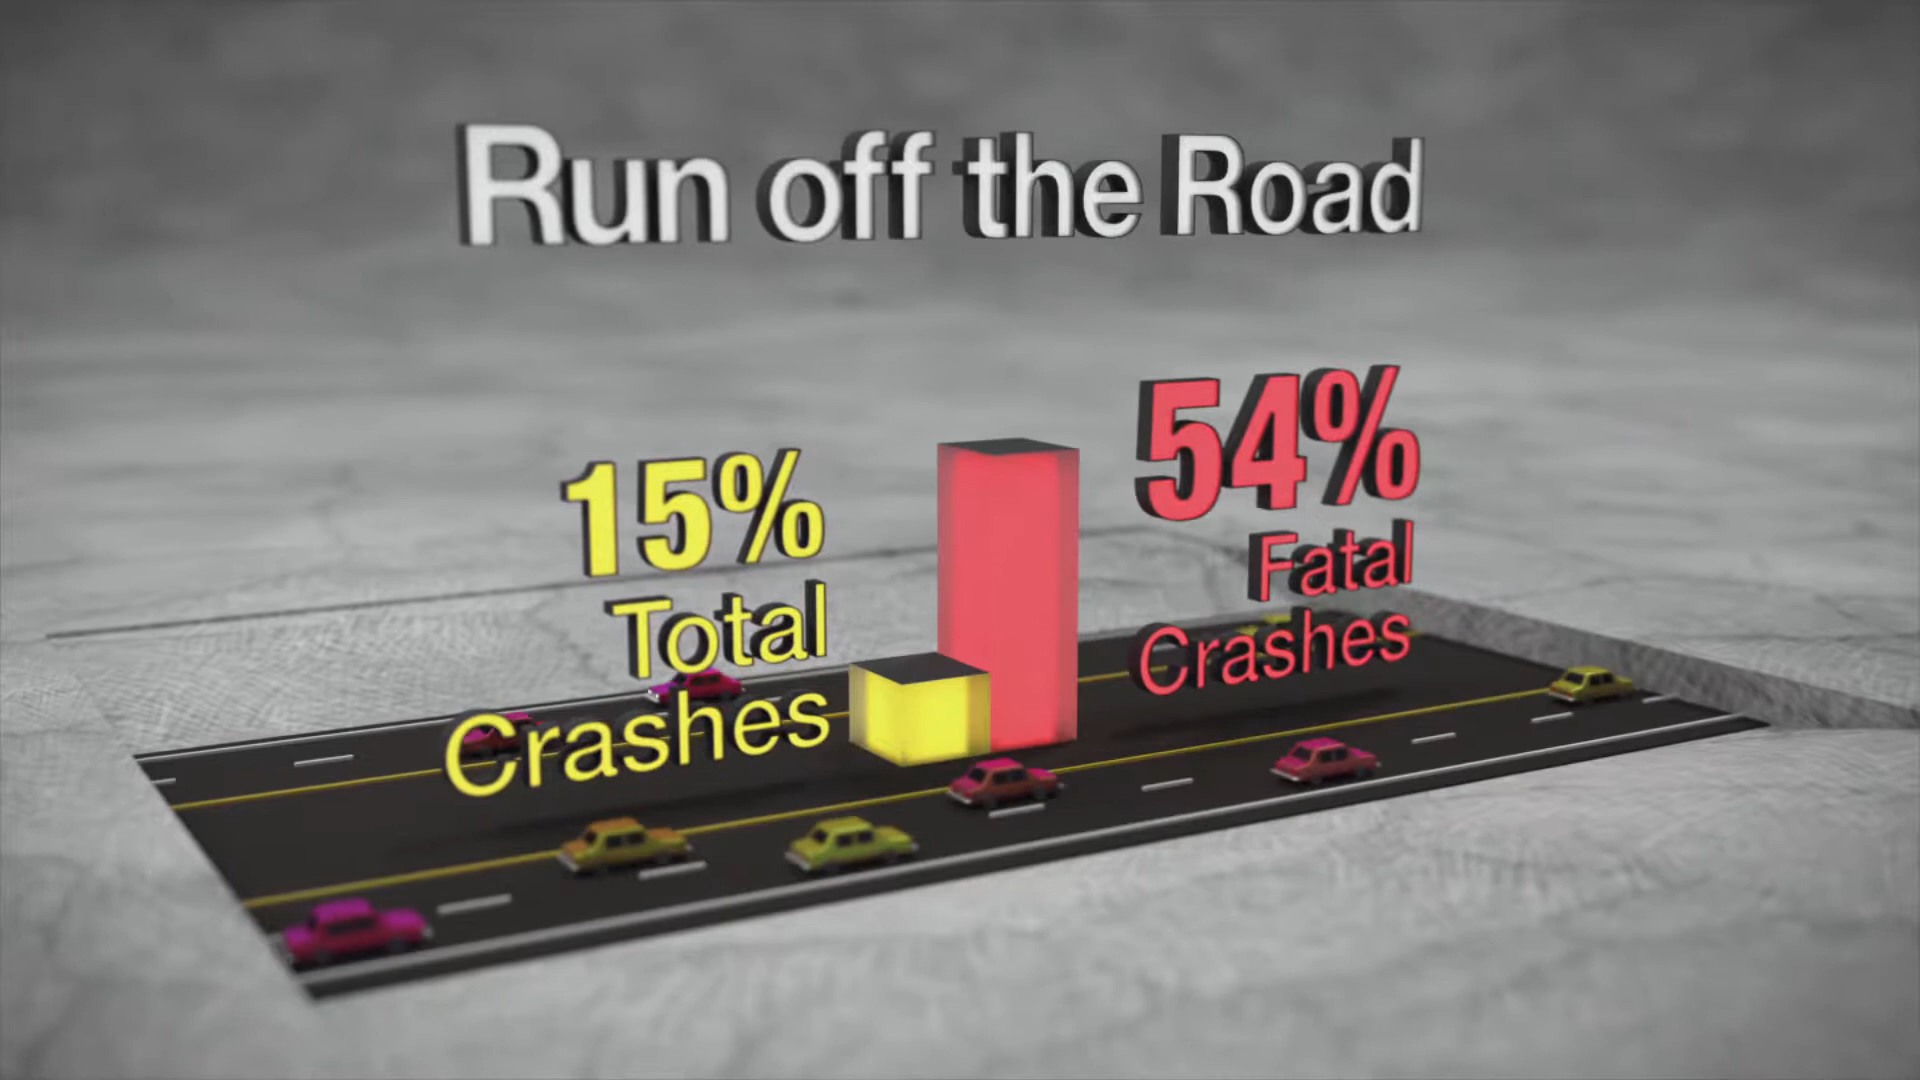 Run off the Road
15%
Total
Crashes
54%
Fatal
Crashes